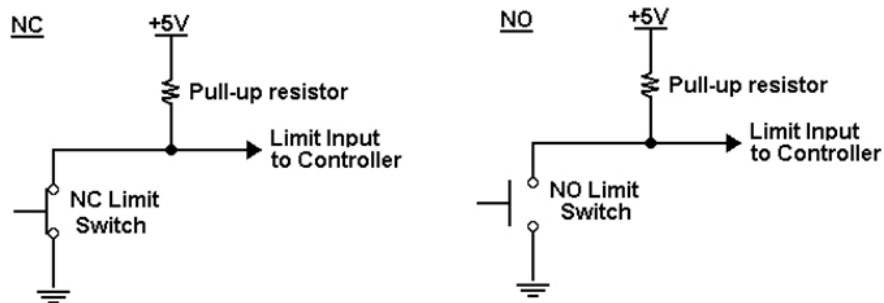 NC
+5V
Pull-up resistor
Limit Input
to Controller
NC Limit
Switch
NO
+5V
Pull-up resistor
Limit Input
to Controller
NO Limit
Switch